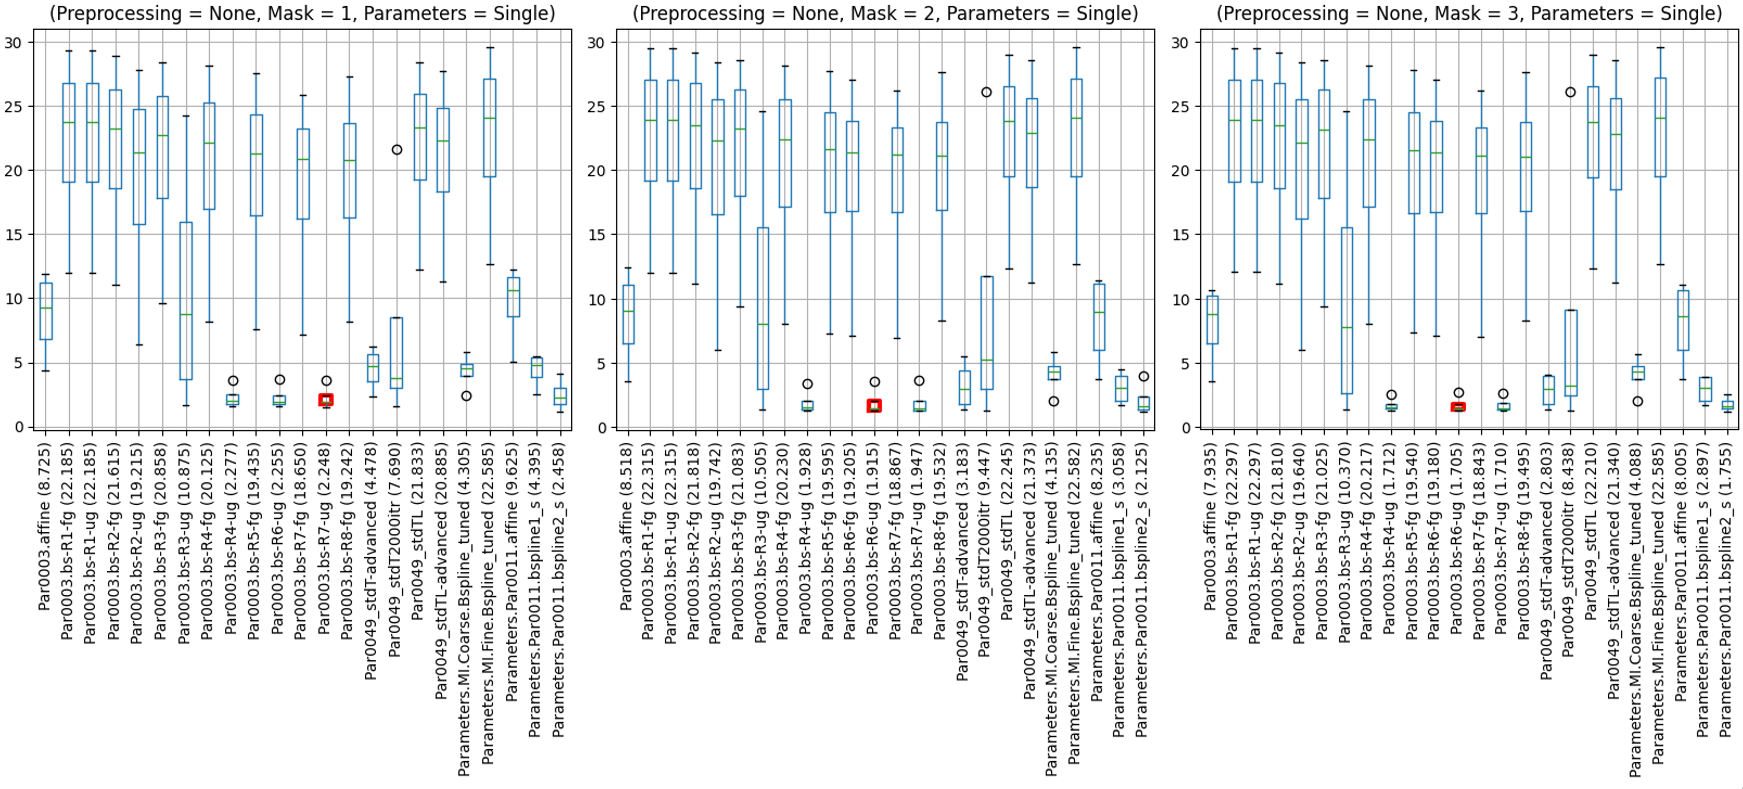 (Preprocessing = None, Mask = 1, Parameters = Single)
30
25
20
15
10
5
0
Par0003.affine (8.725)
Par0003.bs-R1-fg (22.185)
Par0003.bs-R1-ug (22.185)
Par0003.bs-R2-fg (21.615)
Par0003.bs-R2-ug (19.215)
Par0003.bs-R3-fg (20.858)
Par0003.bs-R3-ug (10.875)
Par0003.bs-R4-fg (20.125)
Par0003.bs-R4-ug (2.277)
Par0003.bs-R5-fg (19.435)
Par0003.bs-R6-ug (2.255)
Par0003.bs-R7-fg (18.650)
Par0003.bs-R7-ug (2.248)
Par0003.bs-R8-fg (19.242)
Par0049_stdT-advanced (4.478)
Par0049_stdT2000itr (7.690)
Par0049_stdTL (21.833)
Par0049_stdTL-advanced (20.885)
Parameters.MI.Coarse.Bspline_tuned (4.305)
Parameters.MI.Fine.Bspline_tuned (22.585)
Parameters.Par0011.affine (9.625)
Parameters.Par0011.bspline1_s (4.395)
Parameters.Par0011.bspline2_s (2.458)
(Preprocessing = None, Mask = 2, Parameters = Single)
30
25
20
15
10
5
0
Par0003.affine (8.518)
Par0003.bs-R1-fg (22.315)
Par0003.bs-R1-ug (22.315)
Par0003.bs-R2-fg (21.818)
Par0003.bs-R2-ug (19.742)
Par0003.bs-R3-fg (21.083)
Par0003.bs-R3-ug (10.505)
Par0003.bs-R4-fg (20.230)
Par0003.bs-R4-ug (1.928)
Par0003.bs-R5-fg (19.595)
Par0003.bs-R6-fg (19.205)
Par0003.bs-R6-ug (1.915)
Par0003.bs-R7-fg (18.867)
Par0003.bs-R7-ug (1.947)
Par0003.bs-R8-fg (19.532)
Par0049_stdT-advanced (3.183)
Par0049_stdT2000itr (9.447)
Par0049_stdTL (22.245)
Par0049_stdTL-advanced (21.373)
Parameters.MI.Coarse.Bspline_tuned (4.135)
Parameters.MI.Fine.Bspline_tuned (22.582)
Parameters.Par0011.affine (8.235)
Parameters.Par0011.bspline1_s (3.058)
Parameters.Par0011.bspline2_s (2.125)
(Preprocessing = None, Mask = 3, Parameters = Single)
30
25
20
15
10
5
0
Par0003.affine (7.935)
Par0003.bs-R1-fg (22.297)
Par0003.bs-R1-ug (22.297)
Par0003.bs-R2-fg (21.810)
Par0003.bs-R2-ug (19.640)
Par0003.bs-R3-fg (21.025)
Par0003.bs-R3-ug (10.370)
Par0003.bs-R4-fg (20.217)
Par0003.bs-R4-ug (1.712)
Par0003.bs-R5-fg (19.540)
Par0003.bs-R6-fg (19.180)
Par0003.bs-R6-ug (1.705)
Par0003.bs-R7-fg (18.843)
Par0003.bs-R7-ug (1.710)
Par0003.bs-R8-fg (19.495)
Par0049_stdT-advanced (2.803)
Par0049_stdT2000itr (8.438)
Par0049_stdTL (22.210)
Par0049_stdTL-advanced (21.340)
Parameters.MI.Coarse.Bspline_tuned (4.088)
Parameters.MI.Fine.Bspline_tuned (22.585)
Parameters.Par0011.affine (8.005)
Parameters.Par0011.bspline1_s (2.897)
Parameters.Par0011.bspline2_s (1.755)